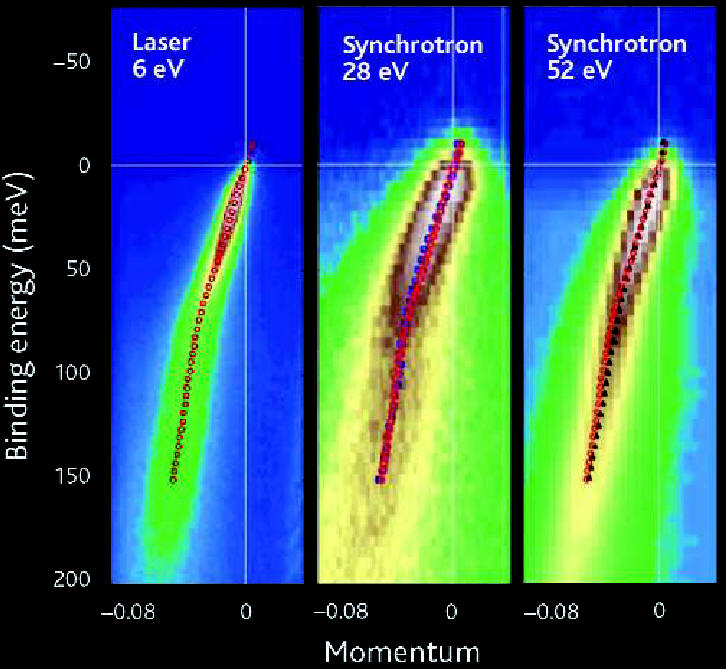 Laser
6 eV
Synchrotron
28 eV
Synchrotron
52 eV
−50
0
50
100
150
200
Binding energy (meV)
−0.08 0 −0.08 0 −0.08 0
Momentum